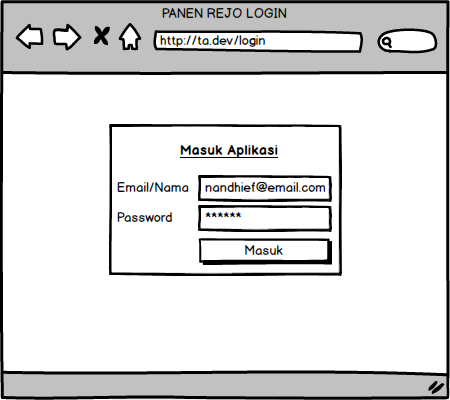 PANEN REJO LOGIN
http://ta.dev/login
Masuk Aplikasi
Email/Nama nandhief@email.com
Password ******
Masuk